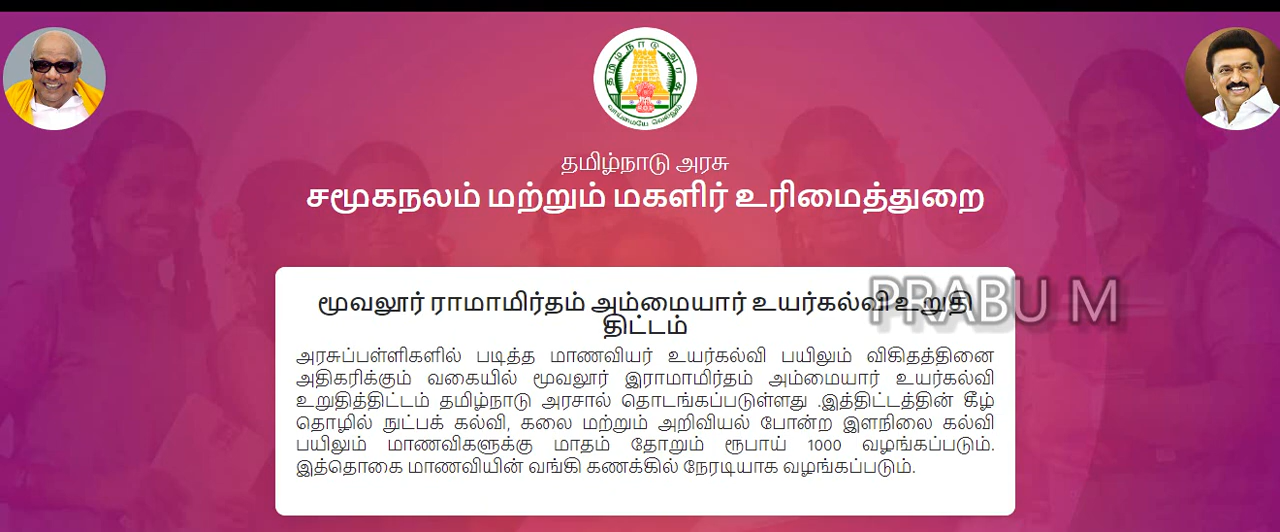 தமிழ்நாடு அரசு
வாய்மையே வெல்லும்
தமிழ்நாடு அரசு
சமூகநலம் மற்றும் மகளிர் உரிமைத்துறை
மூவலூர் ராமாமிர்தம் அம்மையார் உயர்கல்வி உறுதி
திட்டம்
PRABU M
அரசுப்பள்ளிகளில் படித்த மாணவியர் உயர்கல்வி பயிலும் விகிதத்தினை
அதிகரிக்கும் வகையில் மூவலூர் இராமாமிர்தம் அம்மையார் உயர்கல்வி
உறுதித்திட்டம் தமிழ்நாடு அரசால் தொடங்கப்படுள்ளது .இத்திட்டத்தின் கீழ்
தொழில் நுட்பக் கல்வி, கலை மற்றும் அறிவியல் போன்ற இளநிலை கல்வி
பயிலும் மாணவிகளுக்கு மாதம் தோறும் ரூபாய் 1000 வழங்கப்படும்.
இத்தொகை மாணவியின் வங்கி கணக்கில் நேரடியாக வழங்கப்படும்.